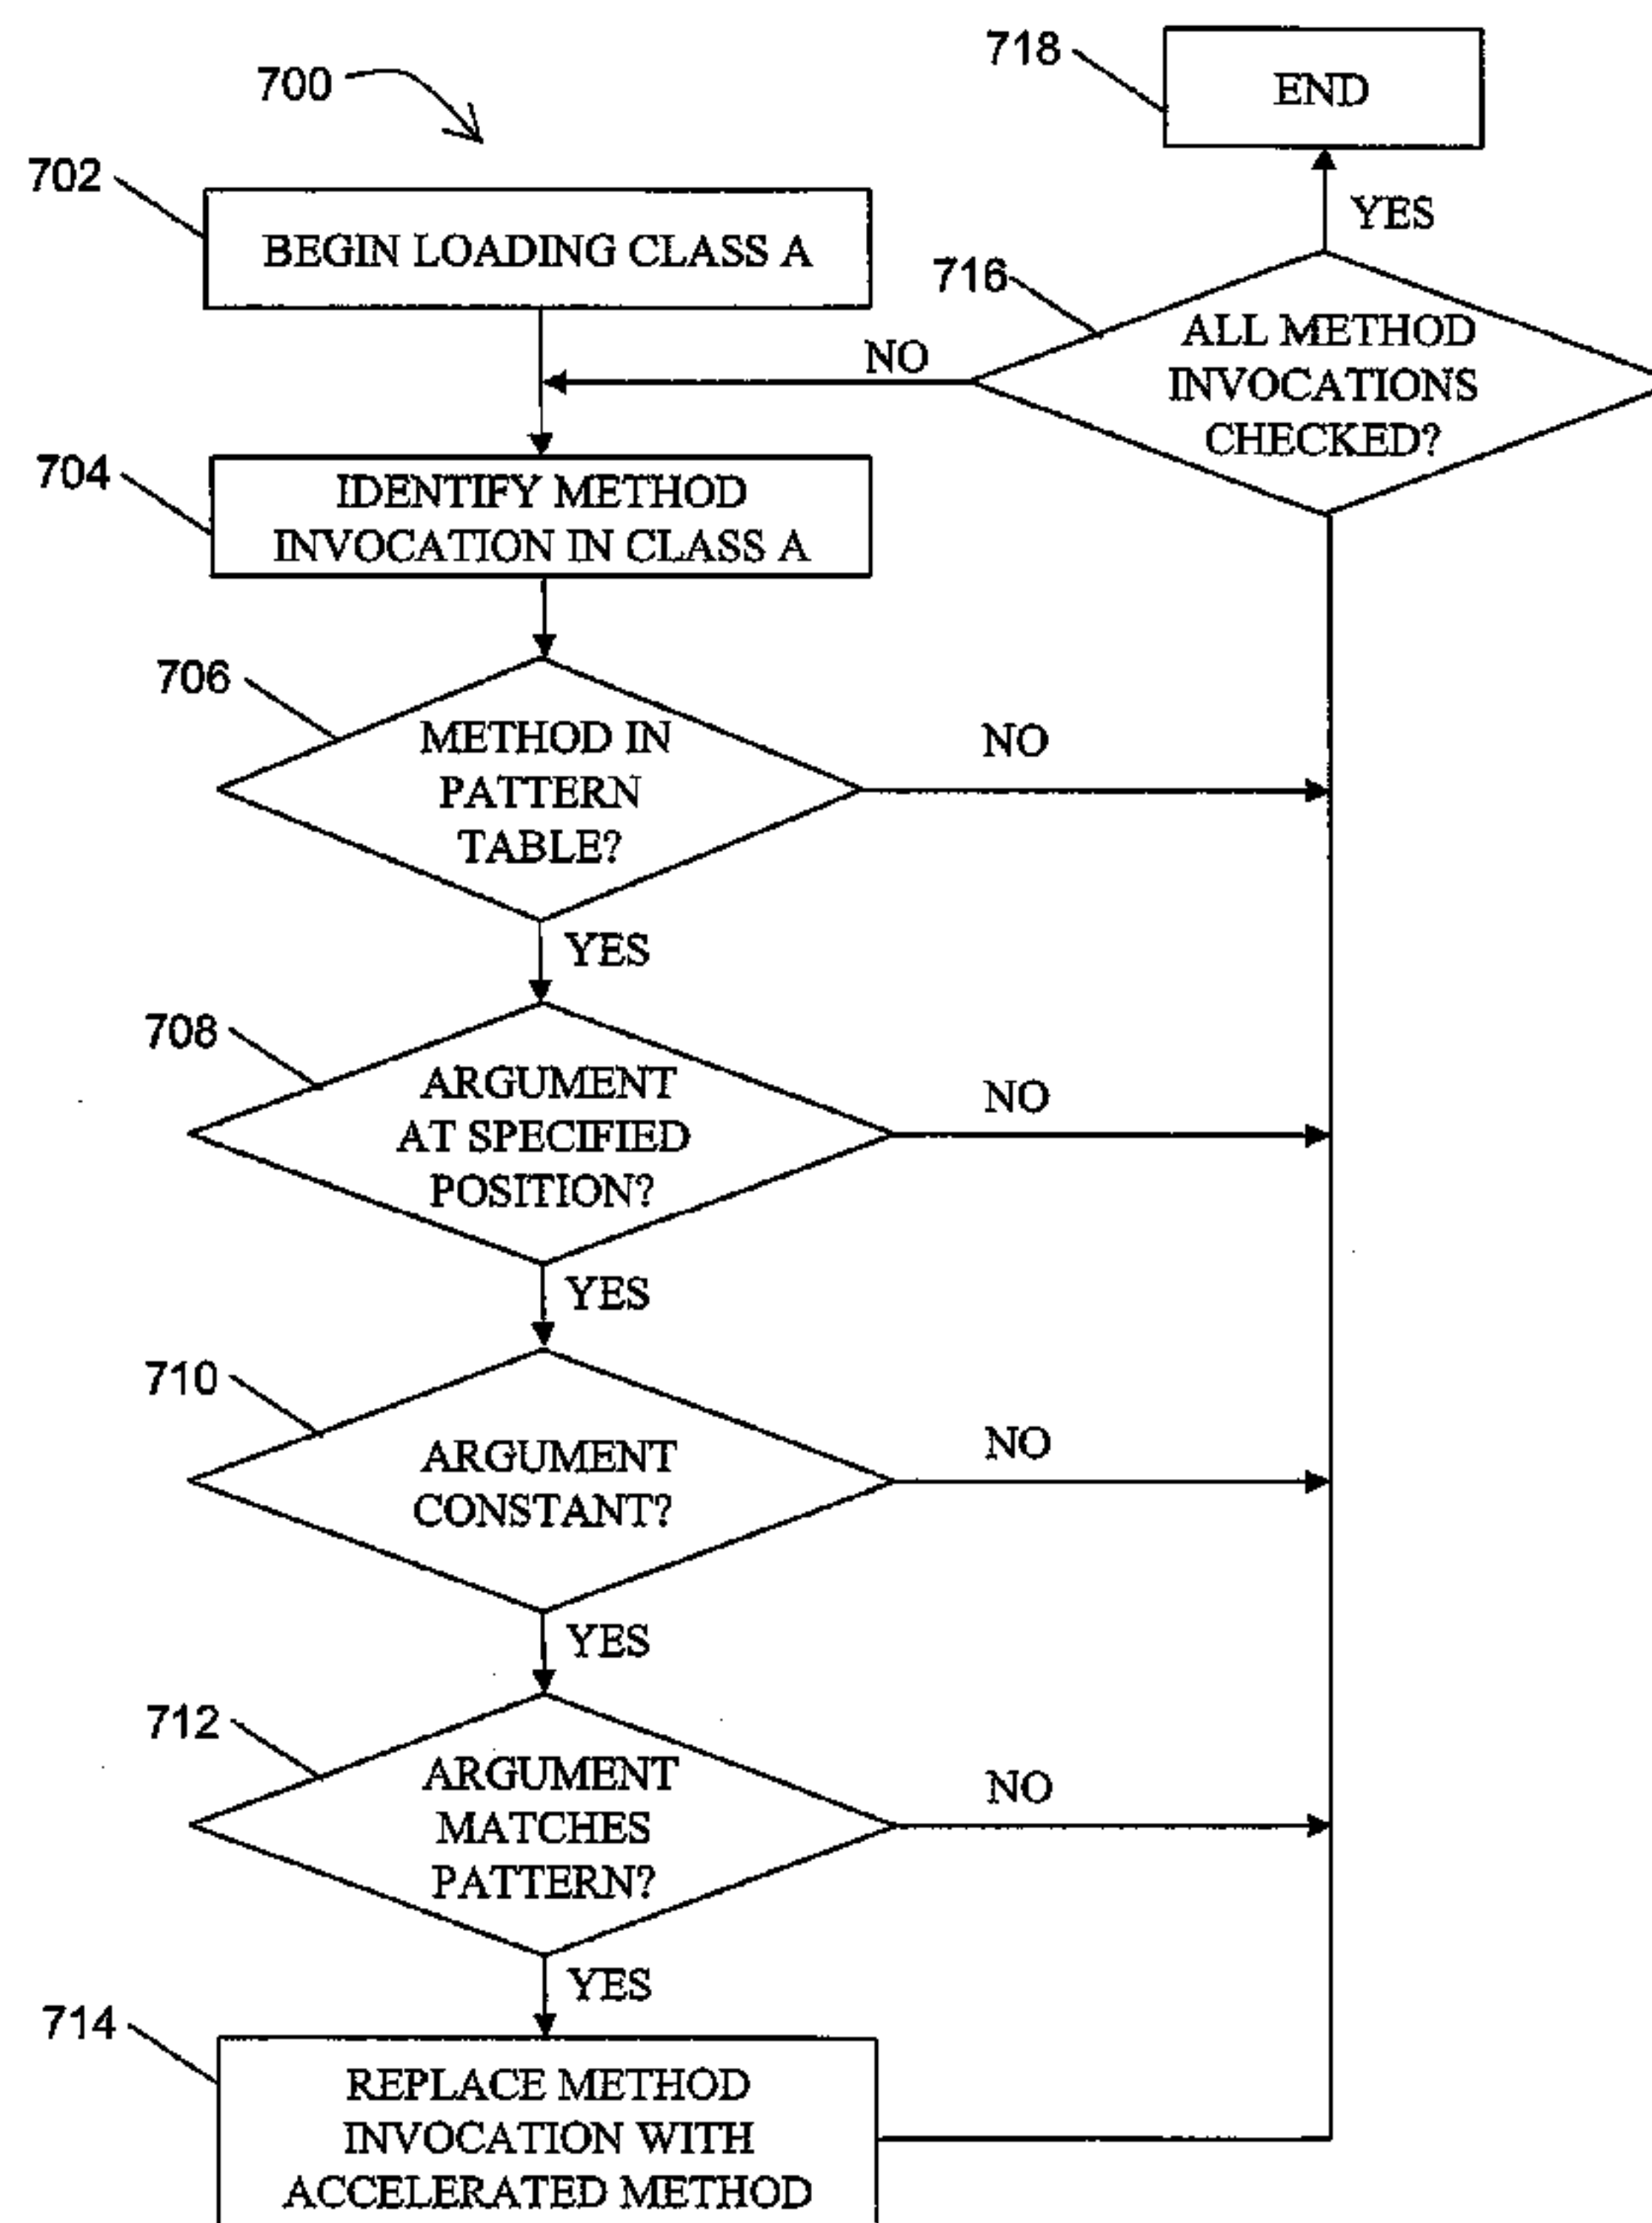 700
718
END
702
BEGIN LOADING CLASS A
YES
716
ALL METHOD
INVOCATIONS
CHECKED?
NO
704
IDENTIFY METHOD
INVOCATION IN CLASS A
706
METHOD IN
PATTERN
TABLE?
NO
YES
708
ARGUMENT
AT SPECIFIED
POSITION?
NO
YES
710
ARGUMENT
CONSTANT?
NO
YES
712
ARGUMENT
MATCHES
PATTERN?
NO
YES
714
REPLACE METHOD
INVOCATION WITH
ACCELERATED METHOD